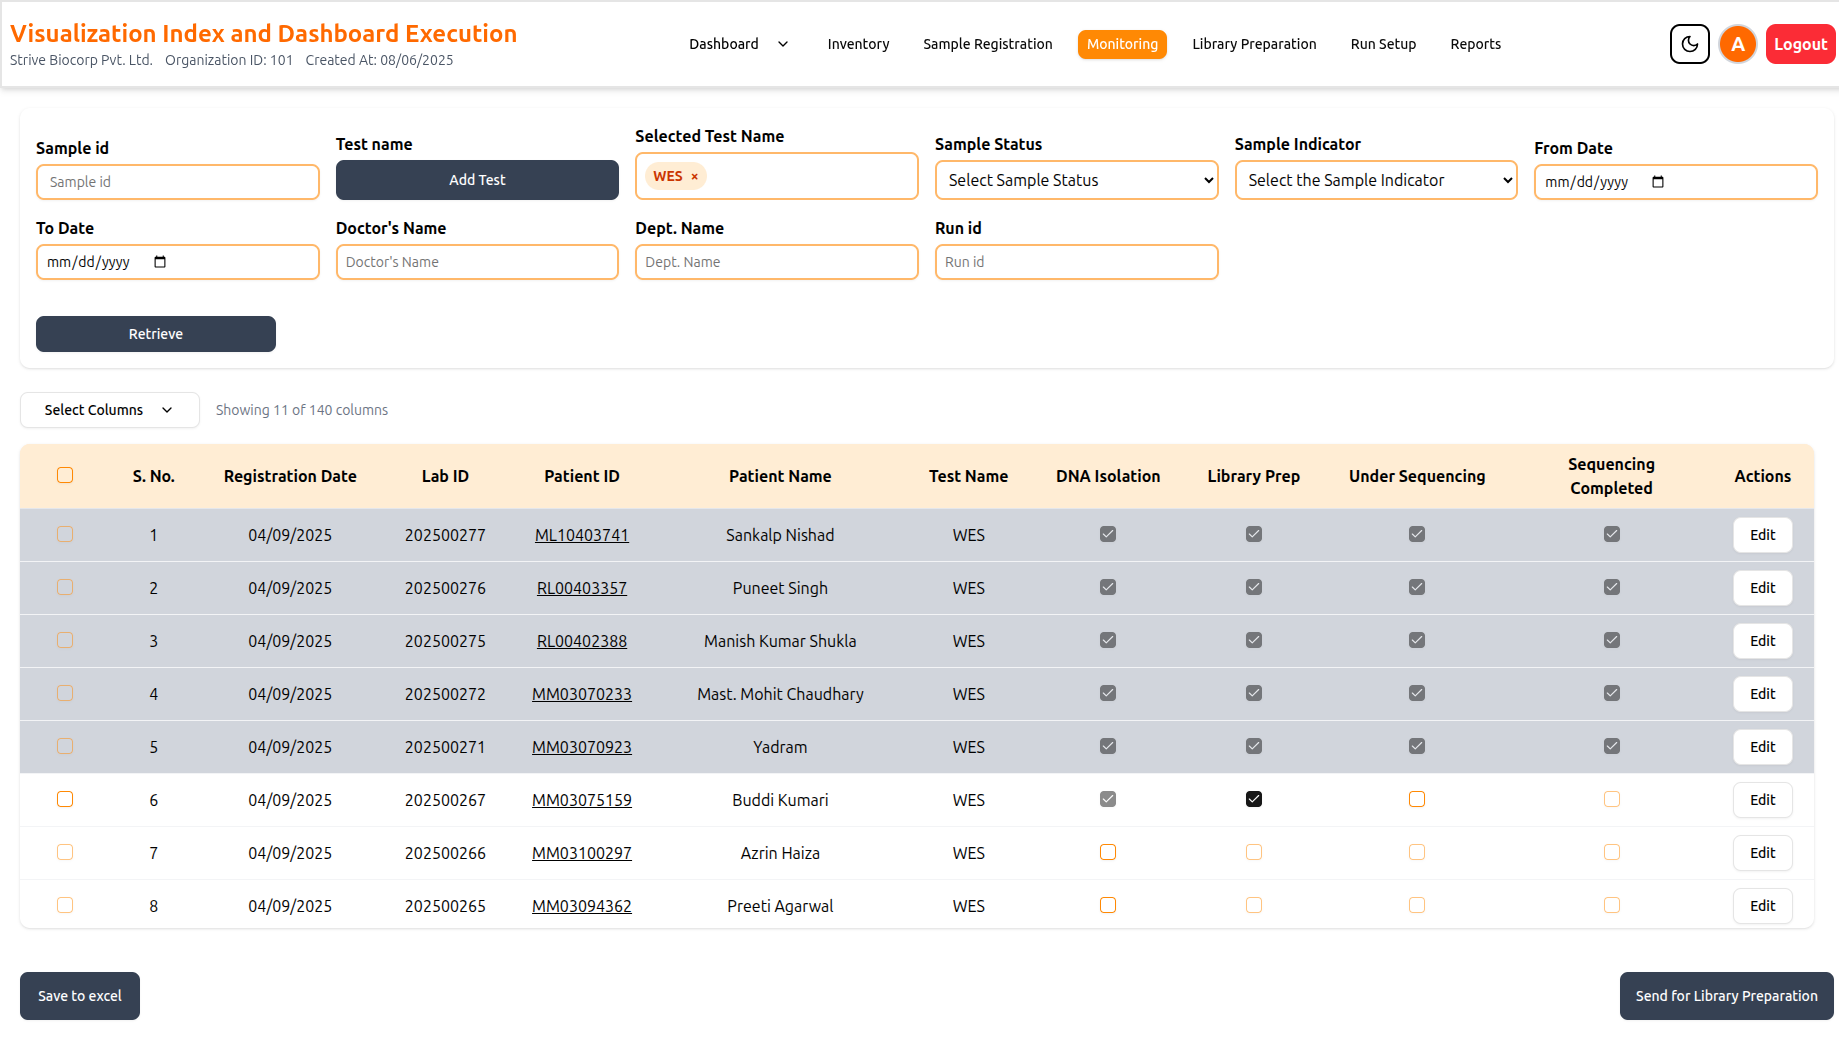 Visualization Index and Dashboard Execution
Strive Biocorp Pvt. Ltd. Organization ID: 101 Created At: 08/06/2025
Dashboard Inventory Sample Registration Monitoring Library Preparation Run Setup Reports
A Logout
Sample id
Sample id
Test name
Add Test
Selected Test Name
WES ×
Sample Status
Select Sample Status
Sample Indicator
Select the Sample Indicator
From Date
mm/dd/yyyy
To Date
mm/dd/yyyy
Doctor's Name
Doctor's Name
Dept. Name
Dept. Name
Run id
Run id
Retrieve
Select Columns Showing 11 of 140 columns
S. No. Registration Date Lab ID Patient ID Patient Name Test Name DNA Isolation Library Prep Under Sequencing Sequencing Completed Actions
1 04/09/2025 202500277 ML10403741 Sankalp Nishad WES Edit
2 04/09/2025 202500276 RL00403357 Puneet Singh WES Edit
3 04/09/2025 202500275 RL00402388 Manish Kumar Shukla WES Edit
4 04/09/2025 202500272 MM03070233 Mast. Mohit Chaudhary WES Edit
5 04/09/2025 202500271 MM03070923 Yadram WES Edit
6 04/09/2025 202500267 MM03075159 Buddi Kumari WES Edit
7 04/09/2025 202500266 MM03100297 Azrin Haiza WES Edit
8 04/09/2025 202500265 MM03094362 Preeti Agarwal WES Edit
Save to excel Send for Library Preparation